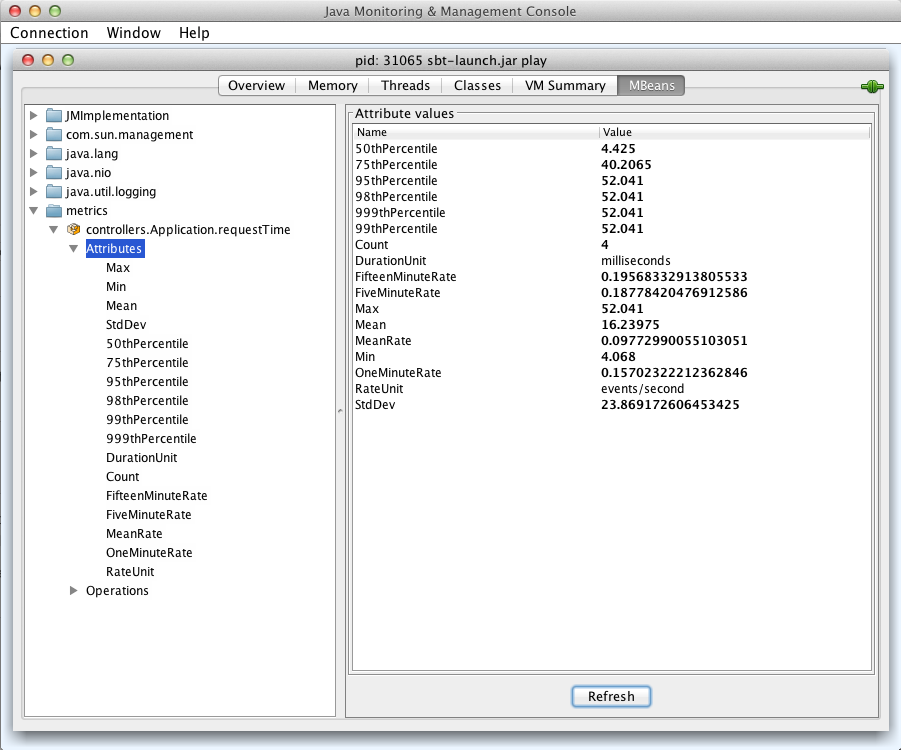 Java Monitoring & Management Console
Connection Window Help
pid: 31065 sbt-launch.jar play
Overview Memory Threads Classes VM Summary MBeans
JMImplementation
com.sun.management
java.lang
java.nio
java.util.logging
metrics
controllers.Application.requestTime
Attributes
Max
Min
Mean
StdDev
50thPercentile
75thPercentile
95thPercentile
98thPercentile
99thPercentile
999thPercentile
DurationUnit
Count
FifteenMinuteRate
FiveMinuteRate
MeanRate
OneMinuteRate
RateUnit
Operations
Attribute values
Name Value
50thPercentile 4.425
75thPercentile 40.2065
95thPercentile 52.041
98thPercentile 52.041
999thPercentile 52.041
99thPercentile 52.041
Count 4
DurationUnit milliseconds
FifteenMinuteRate 0.19568332913805533
FiveMinuteRate 0.18778420476912586
Max 52.041
Mean 16.23975
MeanRate 0.09772990055103051
Min 4.068
OneMinuteRate 0.15702322212362846
RateUnit events/second
StdDev 23.869172606453425
Refresh